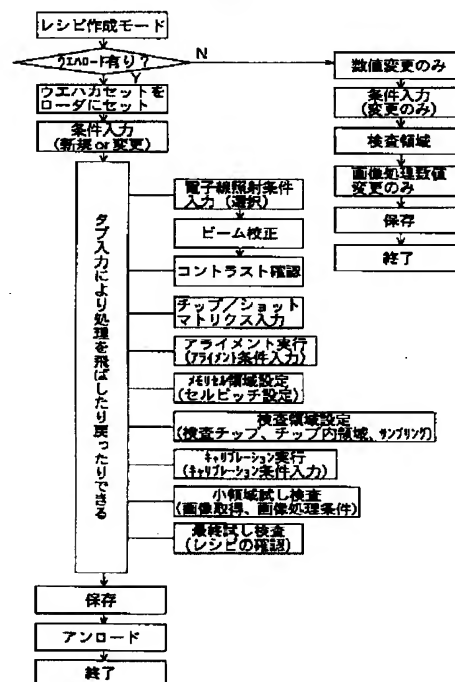 レシピ作成モード
ウエハロード有り？
N
Y
ウエハカセットを
ローダにセット
条件入力
(新規or変更)
タブ入力により処理を飛ばしたり戻ったりできる
電子線照射条件
入力（選択）
ビーム校正
コントラスト確認
チップ／ショット
マトリクス入力
アライメント実行
(アライメント条件入力)
メモリセル領域設定
(セルピッチ設定)
検査領域設定
(検査チップ、チップ内領域、サンプリング)
キャリブレーション実行
(キャリブレーション条件入力)
小領域試し検査
(画像取得、画像処理条件)
最終試し検査
(レシピの確認)
保存
アンロード
終了
数値変更のみ
条件入力
(変更のみ)
検査領域
画像処理数値
変更のみ
保存
終了